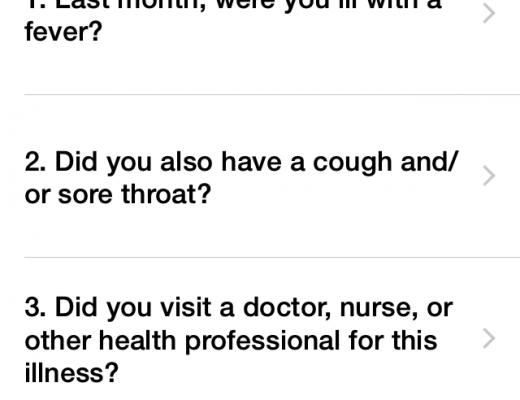 1. Last month, were you ill with a
fever?
2. Did you also have a cough and/
or sore throat?
3. Did you visit a doctor, nurse, or
other health professional for this
illness?